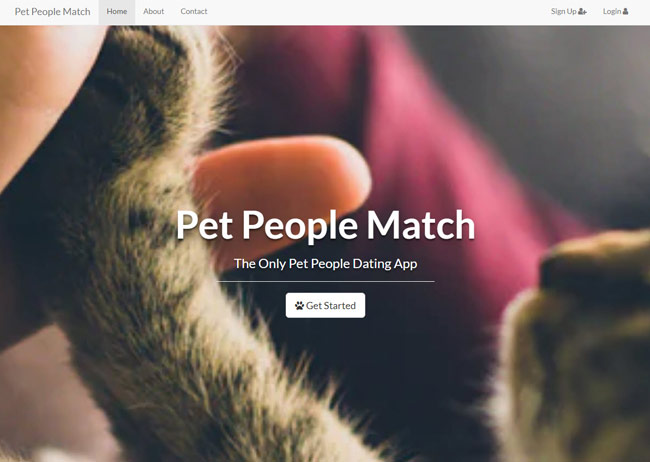 Pet People Match Home About Contact Sign Up Login
Pet People Match
The Only Pet People Dating App
Get Started